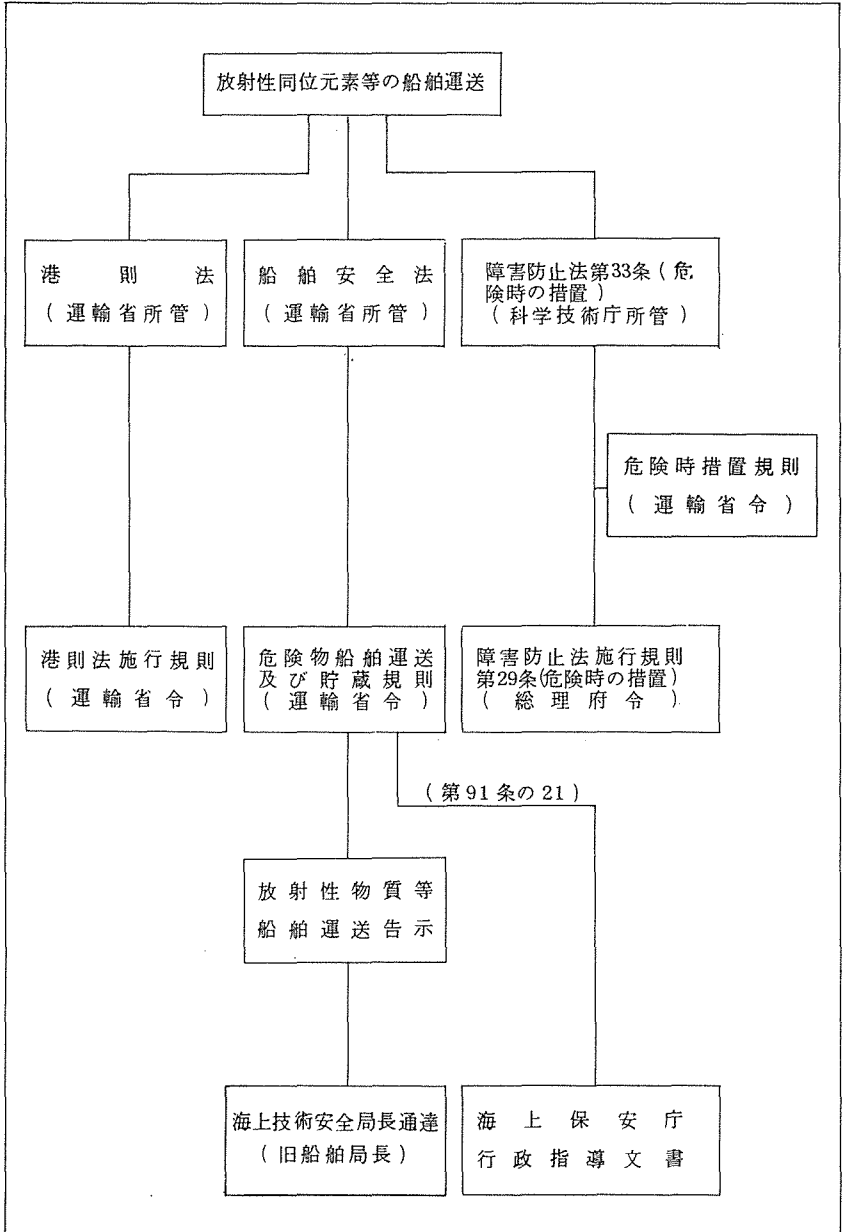 放射性同位元素等の船舶運送
港則法
(運輸省所管)
船舶安全法
(運輸省所管)
障害防止法第33条(危
険時の措置)
(科学技術庁所管)
危険時措置規則
(運輸省令)
港則法施行規則
(運輸省令)
危険物船舶運送
及び貯蔵規則
(運輸省令)
障害防止法施行規則
第29条(危険時の措置)
(総理府令)
(第91条の21)
放射性物質等
船舶運送告示
海上技術安全局長通達
(旧船舶局長)
海上保安庁
行政指導文書